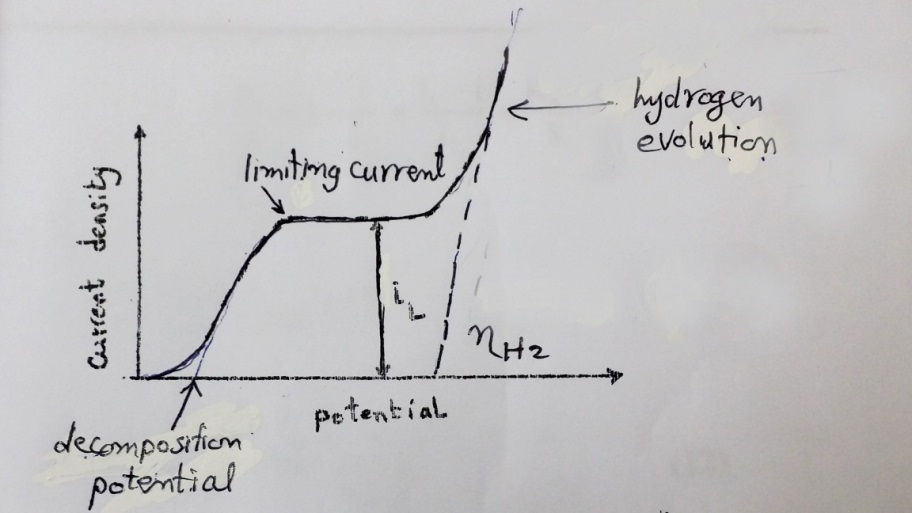 hydrogen
evolution
limiting current
current density
iL
ηH2
potential
decomposition
potential